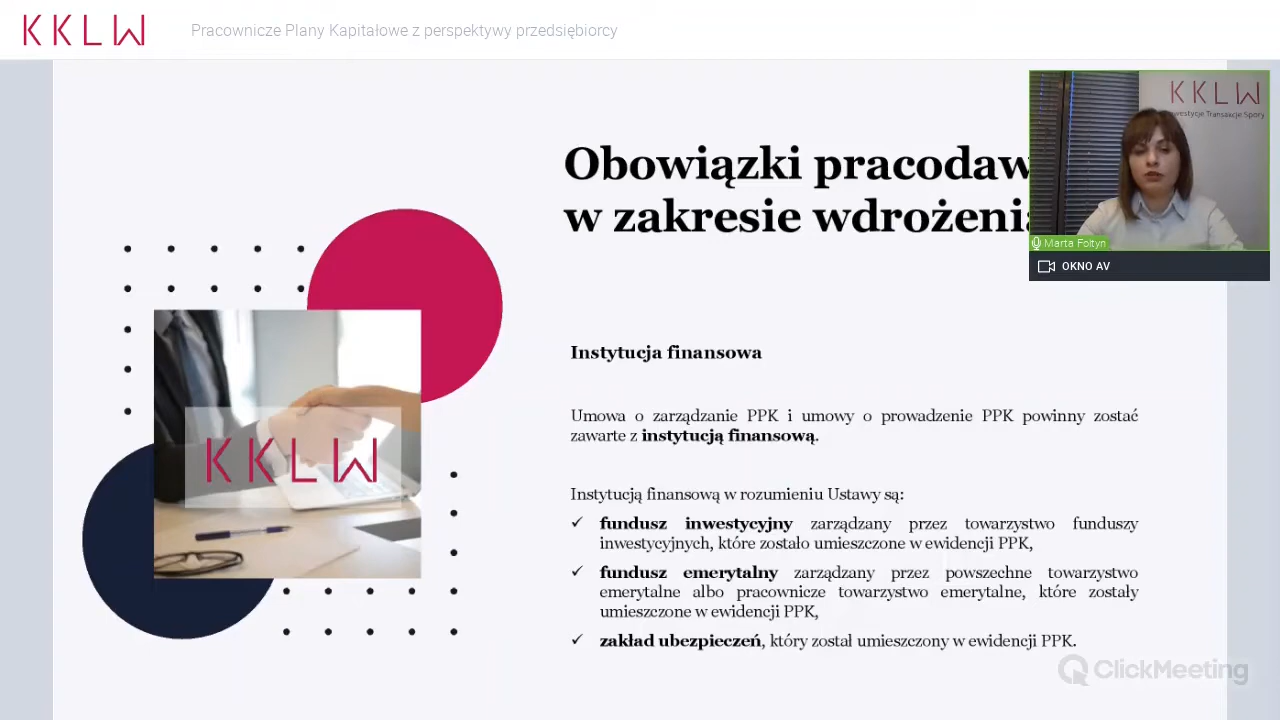 KKLW
Pracownicze Plany Kapitałowe z perspektywy przedsiębiorcy
KKLW
Transakcje Spory
Marta Foltyn
OKNO AV
Obowiązki
w zakresie
Instytucja finansowa
Umowa o zarządzanie PPK i umowy o prowadzenie PPK powinny zostać
zawarte z instytucją finansową.
Instytucją finansową w rozumieniu Ustawy są:
fundusz inwestycyjny zarządzany przez towarzystwo funduszy
inwestycyjnych, które zostało umieszczone w ewidencji PPK,
fundusz emerytalny zarządzany przez powszechne towarzystwo
emerytalne albo pracownicze towarzystwo emerytalne, które zostały
umieszczone w ewidencji PPK,
zakład ubezpieczeń, który został umieszczony w ewidencji PPK.
KKLW
ClickMeeting